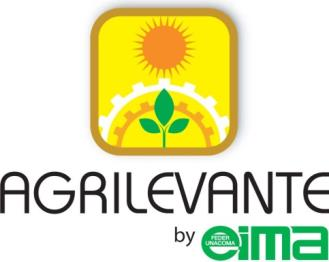 AGRILEVANTE
by eima
FEDER
UNACOMA